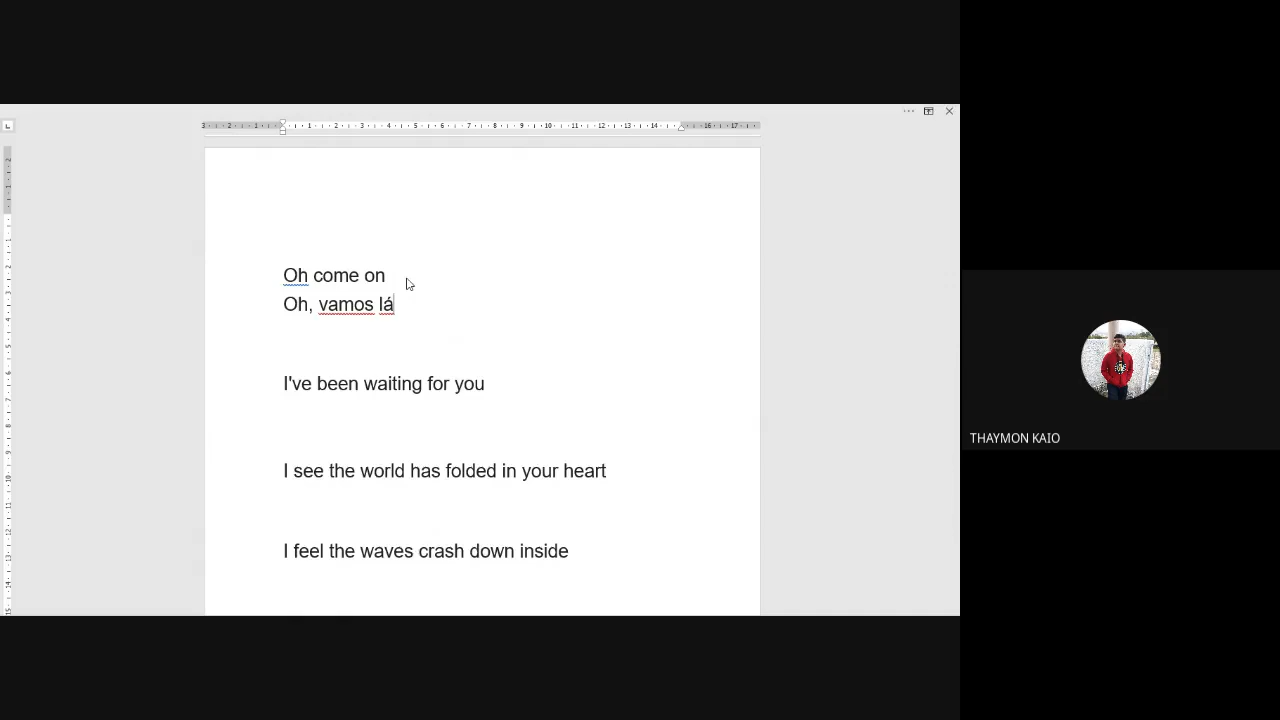 Oh come on
Oh, vamos lá
I've been waiting for you
I see the world has folded in your heart
I feel the waves crash down inside
THAYMON KAIO